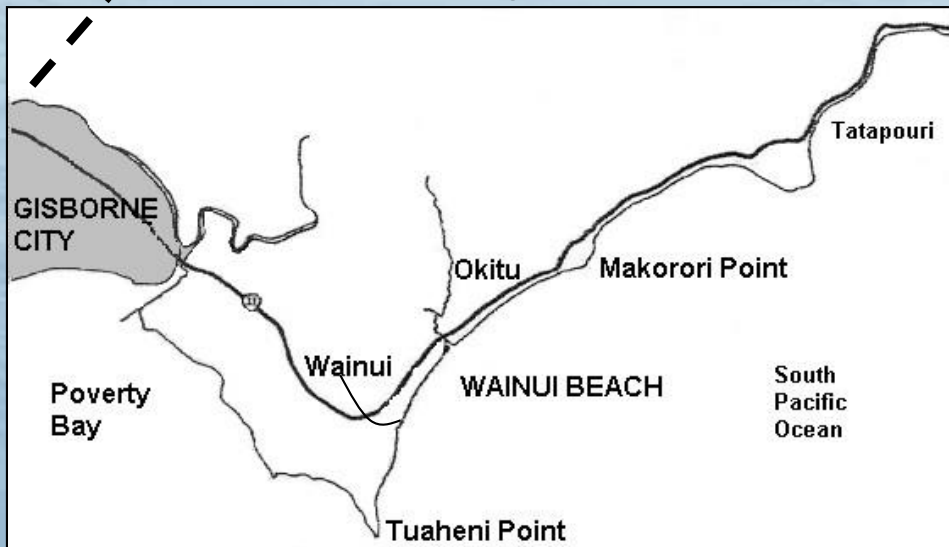 Tatapouri
GISBORNE
CITY
Okitu
Makorori Point
Wainui
WAINUI BEACH
Poverty
Bay
South
Pacific
Ocean
Tuaheni Point